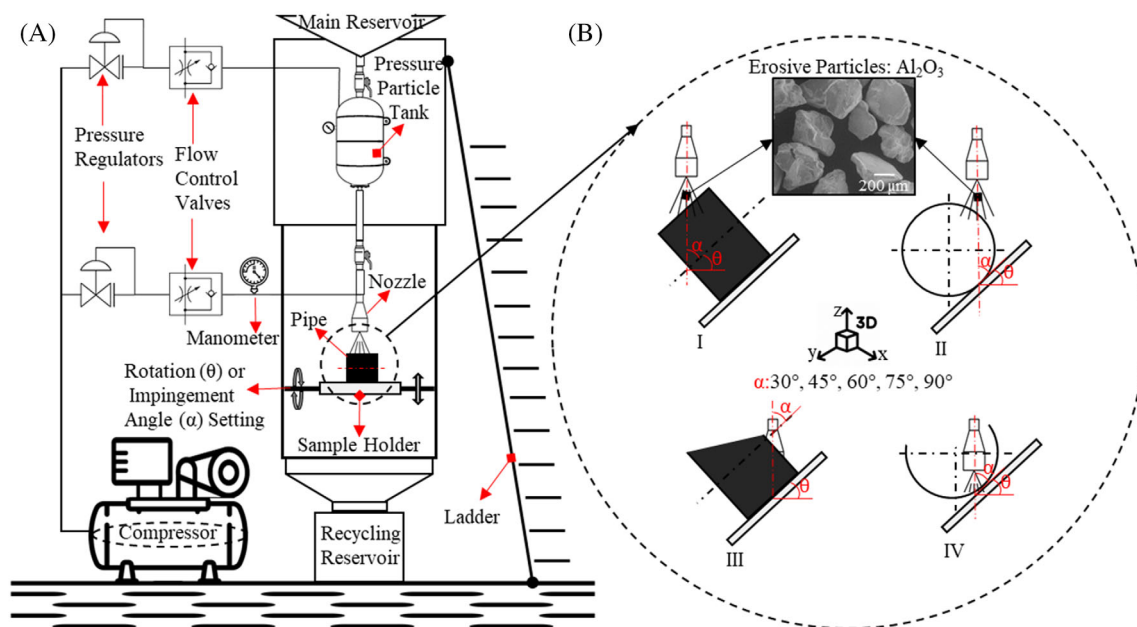 (A)
Main Reservoir
Pressure
Particle
Tank
Pressure
Regulators
Flow
Control
Valves
Nozzle
Pipe
Manometer
Rotation (θ) or
Impingement
Angle (α) Setting
Sample Holder
Ladder
Compressor
Recycling
Reservoir
(B)
Erosive Particles: Al₂O₃
200 μm
α
θ
I
α
θ
II
z
3D
y
x
α:30°, 45°, 60°, 75°, 90°
α
θ
III
α
θ
IV